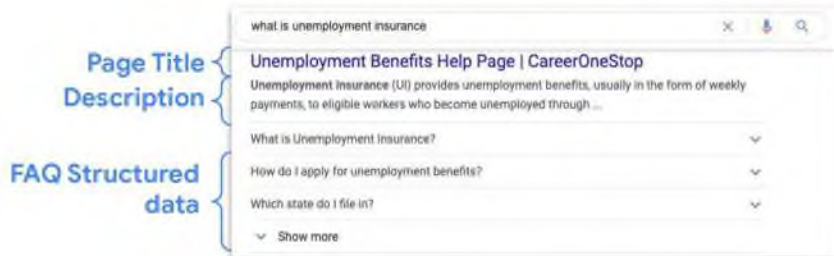 what is unemployment insurance
Page Title
Unemployment Benefits Help Page | CareerOneStop
Description
Unemployment Insurance (UI) provides unemployment benefits, usually in the form of weekly
payments, to eligible workers who become unemployed through ...
FAQ Structured
data
What is Unemployment Insurance?
How do I apply for unemployment benefits?
Which state do I file in?
Show more